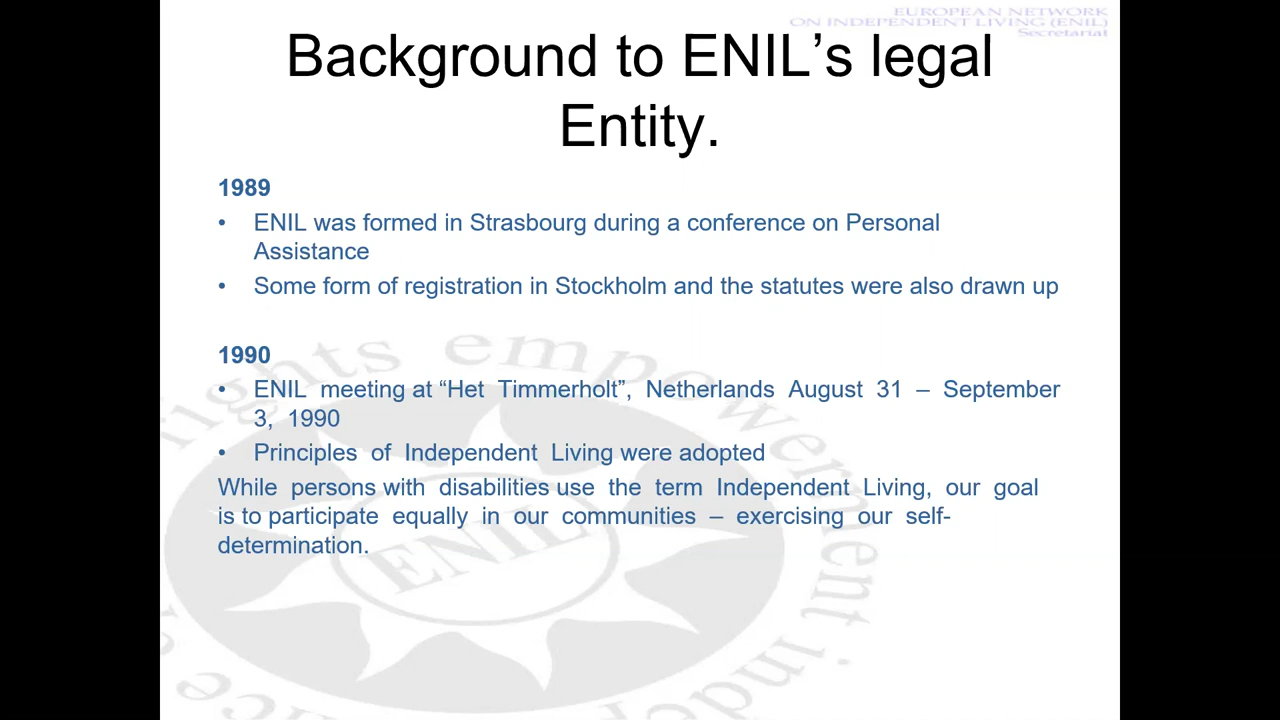 EUROPEAN NETWORK
ON INDEPENDENT LIVING (ENIL)
Secretariat
Background to ENIL’s legal
Entity.
1989
• ENIL was formed in Strasbourg during a conference on Personal
Assistance
• Some form of registration in Stockholm and the statutes were also drawn up
1990
• ENIL meeting at “Het Timmerholt”, Netherlands August 31 – September
3, 1990
• Principles of Independent Living were adopted
While persons with disabilities use the term Independent Living, our goal
is to participate equally in our communities – exercising our self-
determination.
rights empowerment
ENIL